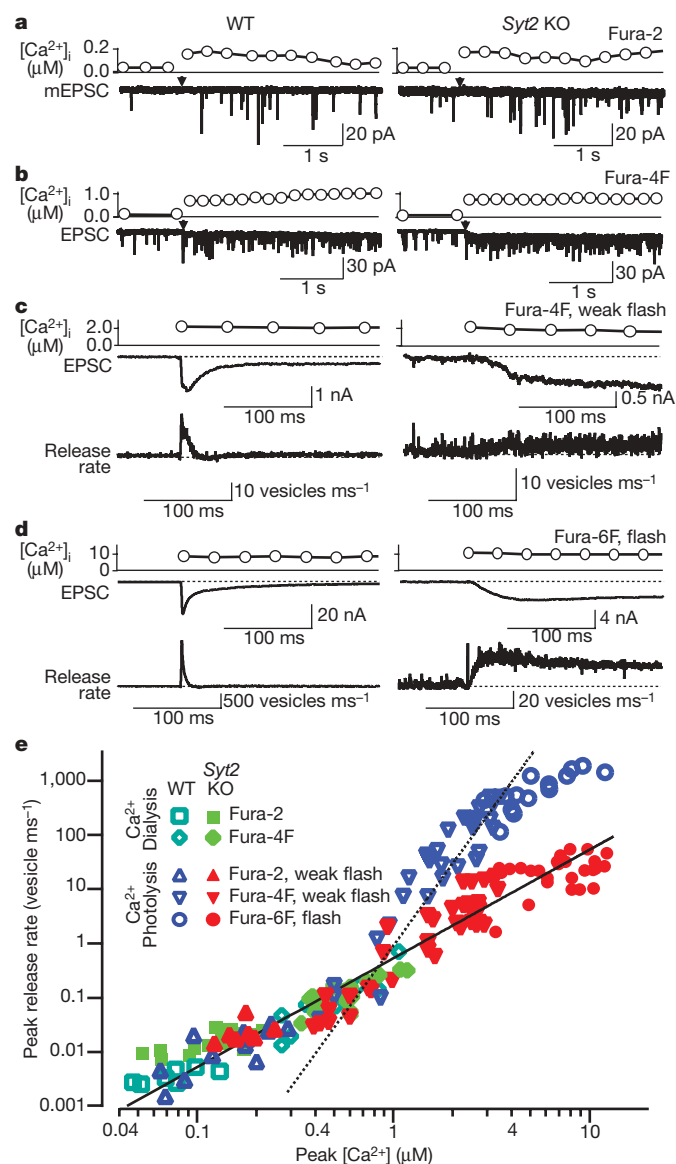 a
WT
Syt2 KO
Fura-2
[Ca2+]i
(μM)
0.2
0.0
mEPSC
20 pA
1 s
20 pA
1 s
b
Fura-4F
[Ca2+]i
(μM)
1.0
0.0
EPSC
30 pA
1 s
30 pA
1 s
c
Fura-4F, weak flash
[Ca2+]i
(μM)
2.0
0.0
EPSC
1 nA
100 ms
0.5 nA
100 ms
Release
rate
10 vesicles ms−1
100 ms
10 vesicles ms−1
100 ms
d
Fura-6F, flash
[Ca2+]i
(μM)
10
0
EPSC
20 nA
100 ms
4 nA
100 ms
Release
rate
500 vesicles ms−1
100 ms
20 vesicles ms−1
100 ms
e
Peak release rate (vesicle ms−1)
1,000
100
10
1
0.1
0.01
0.001
WT
Syt2
KO
Ca2+
Dialysis
Fura-2
Fura-4F
Ca2+
Photolysis
Fura-2, weak flash
Fura-4F, weak flash
Fura-6F, flash
0.04
0.1
0.4
1
4
10
Peak [Ca2+] (μM)